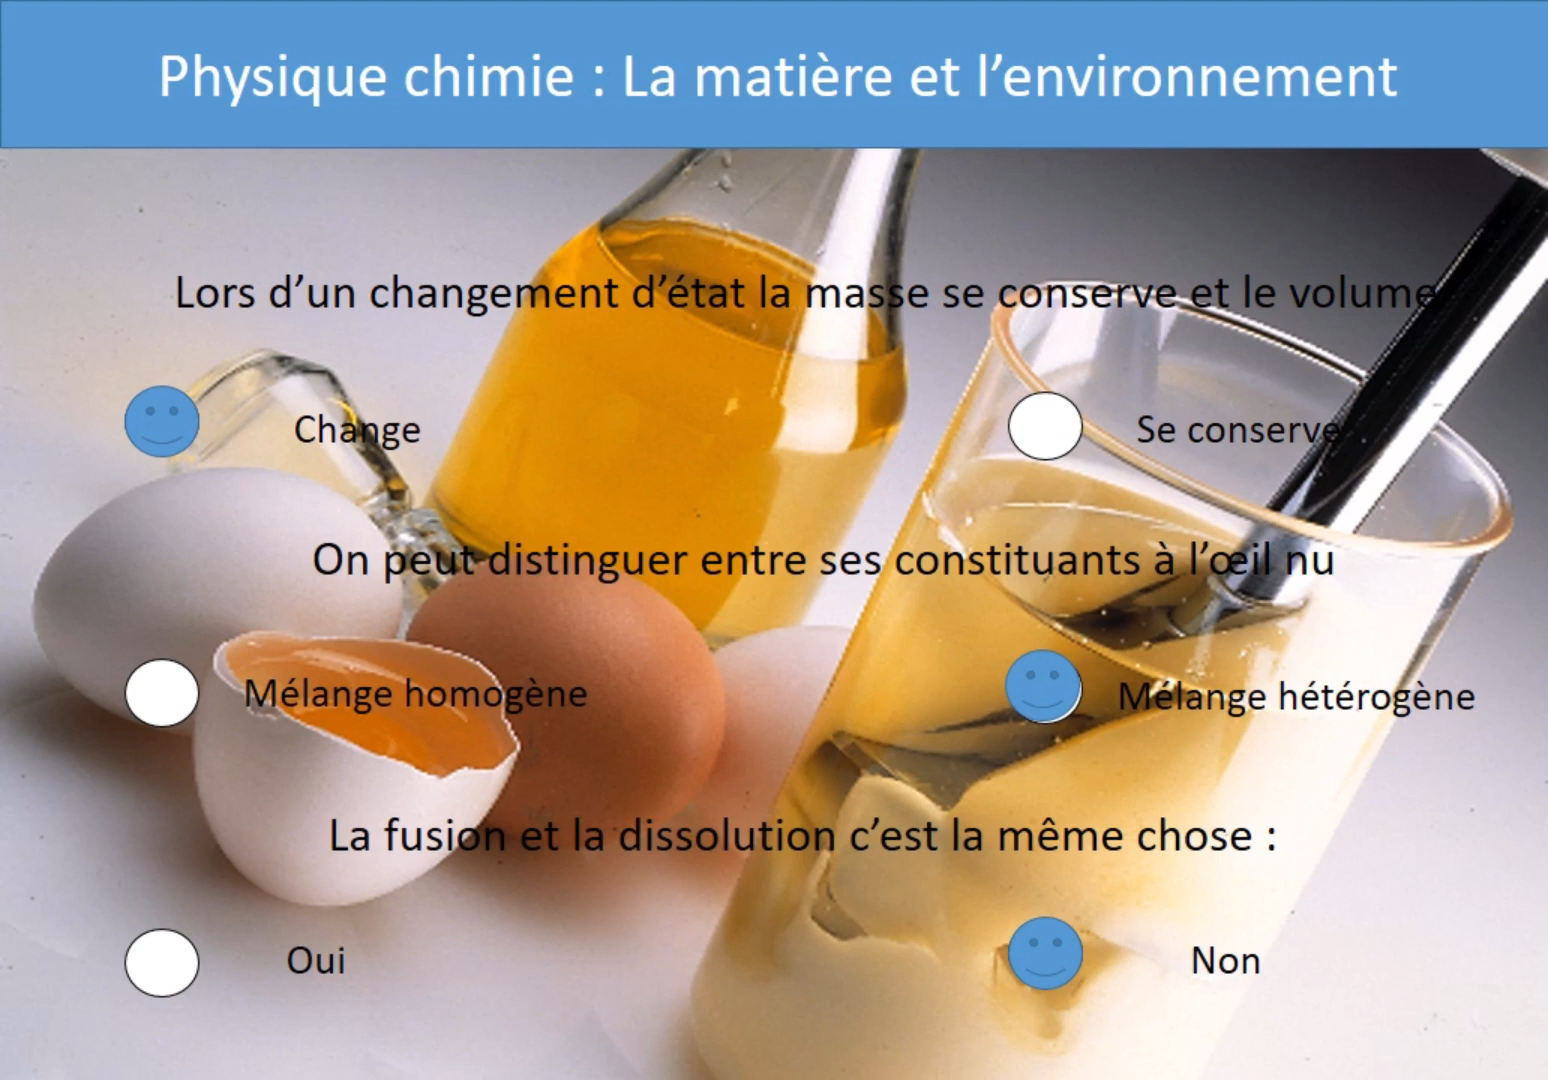 Physique chimie : La matière et l’environnement
Lors d’un changement d’état la masse se conserve et le volume
Change
Se conserve
On peut distinguer entre ses constituants à l’œil nu
Mélange homogène
Mélange hétérogène
La fusion et la dissolution c’est la même chose :
Oui
Non